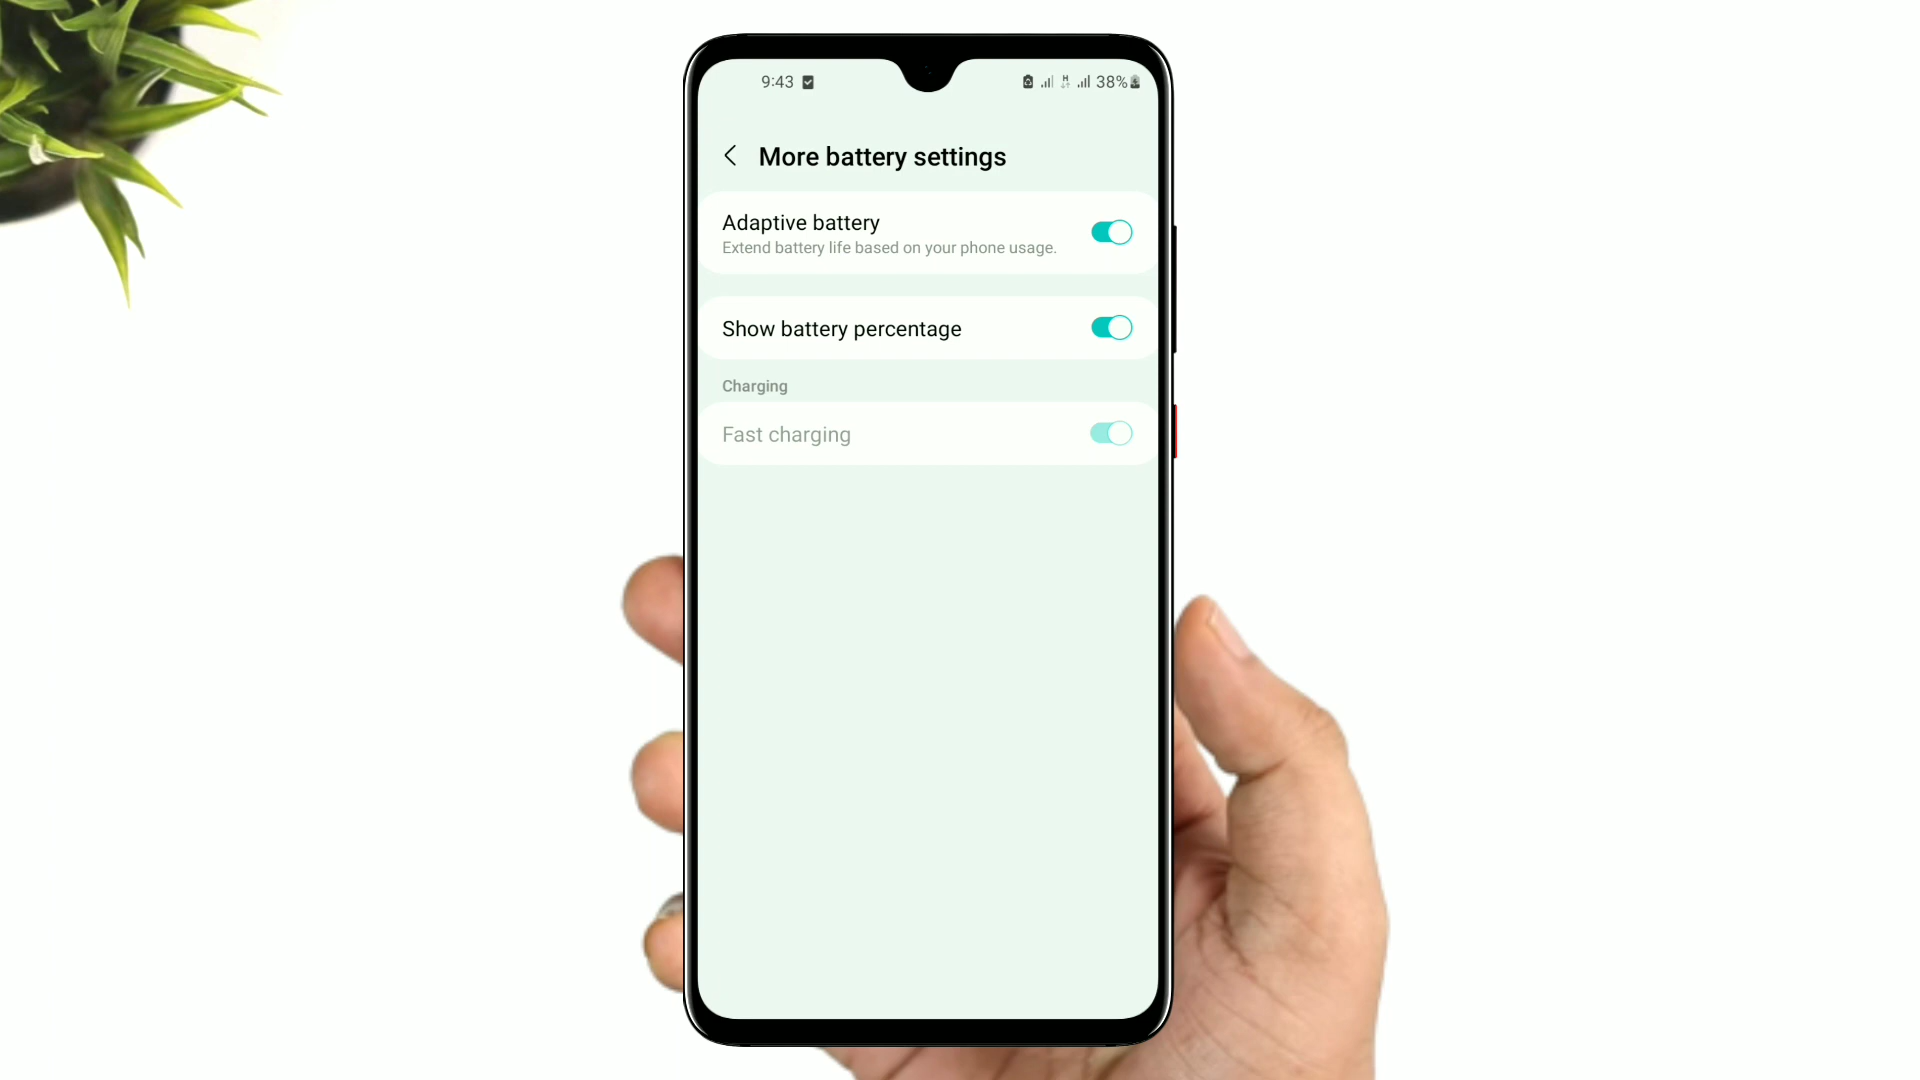 9:43 H 38%
More battery settings
Adaptive battery
Extend battery life based on your phone usage.
Show battery percentage
Charging
Fast charging